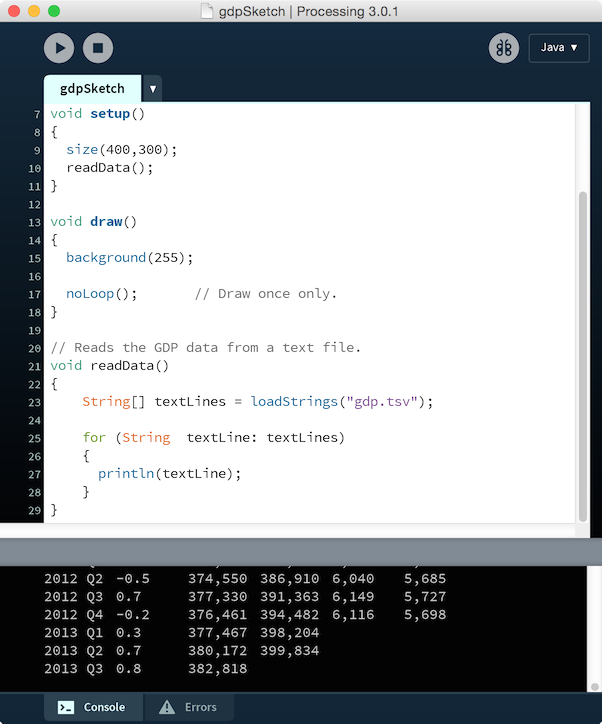 gdpSketch | Processing 3.0.1
Java ▼
gdpSketch ▼
7 void setup()
8 {
9   size(400,300);
10   readData();
11 }
12
13 void draw()
14 {
15   background(255);
16
17   noLoop();       // Draw once only.
18 }
19
20 // Reads the GDP data from a text file.
21 void readData()
22 {
23     String[] textLines = loadStrings("gdp.tsv");
24
25     for (String  textLine: textLines)
26     {
27       println(textLine);
28     }
29 }
2012 Q2 -0.5 374,550 386,910 6,040 5,685
2012 Q3 0.7 377,330 391,363 6,149 5,727
2012 Q4 -0.2 376,461 394,482 6,116 5,698
2013 Q1 0.3 377,467 398,204
2013 Q2 0.7 380,172 399,834
2013 Q3 0.8 382,818
Console Errors